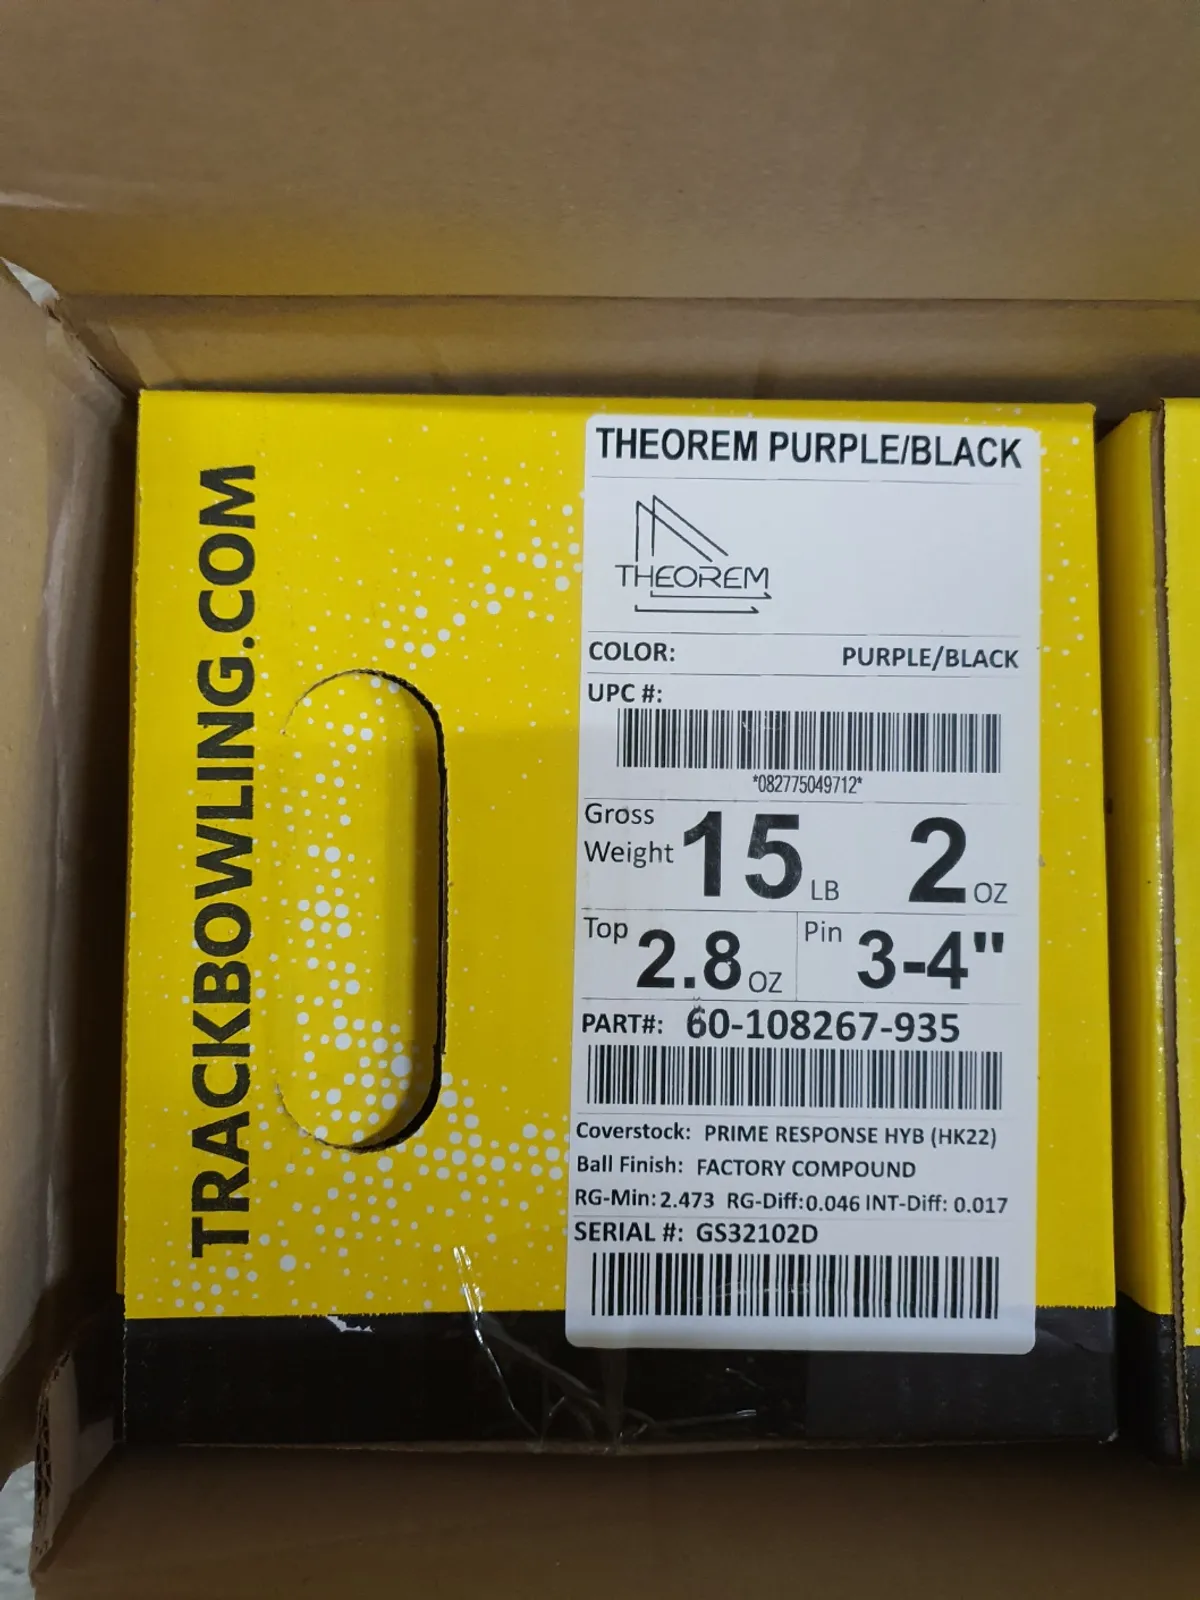 TRACKBOWLING.COM
THEOREM PURPLE/BLACK
THEOREM
COLOR: PURPLE/BLACK
UPC #:
*082775049712*
Gross Weight 15 LB 2 OZ
Top 2.8 OZ Pin 3-4"
PART#: 60-108267-935
Coverstock: PRIME RESPONSE HYB (HK22)
Ball Finish: FACTORY COMPOUND
RG-Min: 2.473 RG-Diff: 0.046 INT-Diff: 0.017
SERIAL #: GS32102D